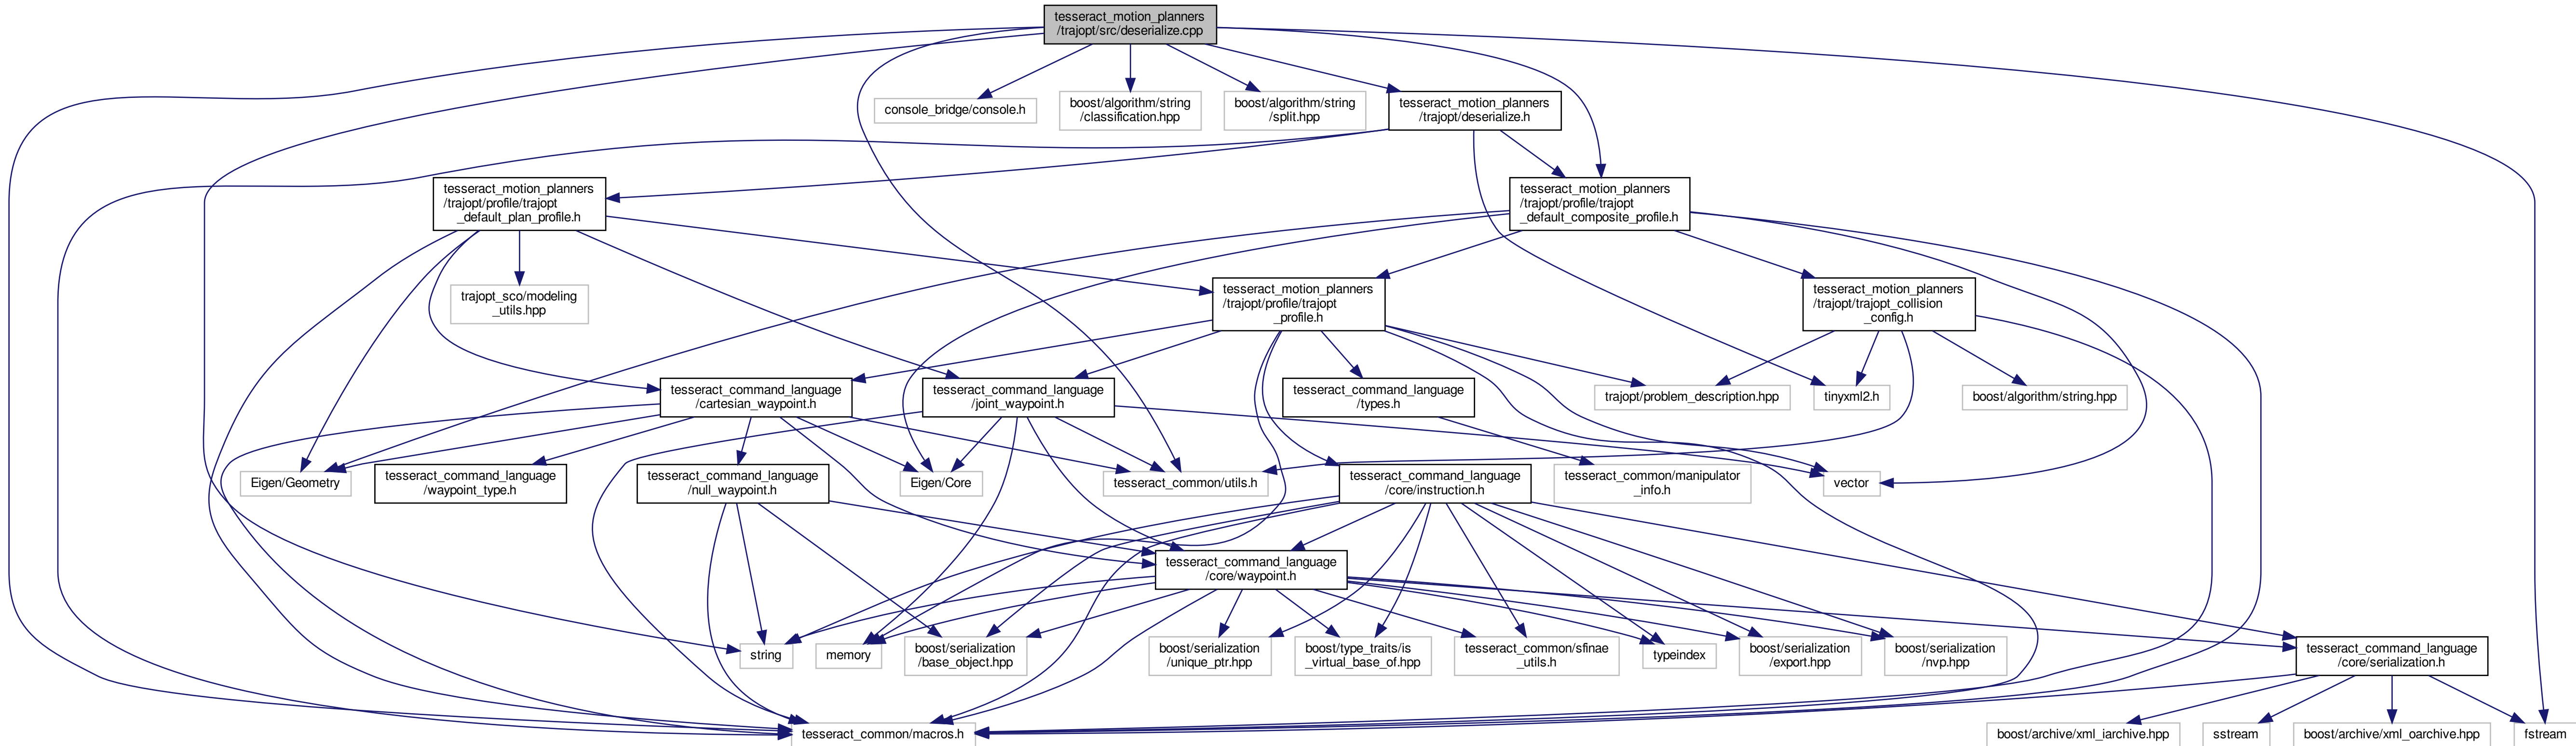 tesseract_motion_planners
/trajopt/src/deserialize.cpp
console_bridge/console.h
boost/algorithm/string
/classification.hpp
boost/algorithm/string
/split.hpp
tesseract_motion_planners
/trajopt/deserialize.h
tesseract_motion_planners
/trajopt/profile/trajopt
_default_plan_profile.h
tesseract_motion_planners
/trajopt/profile/trajopt
_default_composite_profile.h
trajopt_sco/modeling
_utils.hpp
tesseract_motion_planners
/trajopt/profile/trajopt
_profile.h
tesseract_motion_planners
/trajopt/trajopt_collision
_config.h
tesseract_command_language
/cartesian_waypoint.h
tesseract_command_language
/joint_waypoint.h
tesseract_command_language
/types.h
trajopt/problem_description.hpp
tinyxml2.h
boost/algorithm/string.hpp
Eigen/Geometry
tesseract_command_language
/waypoint_type.h
tesseract_command_language
/null_waypoint.h
Eigen/Core
tesseract_common/utils.h
tesseract_command_language
/core/instruction.h
tesseract_common/manipulator
_info.h
vector
tesseract_command_language
/core/waypoint.h
string
memory
boost/serialization
/base_object.hpp
boost/serialization
/unique_ptr.hpp
boost/type_traits/is
_virtual_base_of.hpp
tesseract_common/sfinae
_utils.h
typeindex
boost/serialization
/export.hpp
boost/serialization
/nvp.hpp
tesseract_command_language
/core/serialization.h
tesseract_common/macros.h
boost/archive/xml_iarchive.hpp
sstream
boost/archive/xml_oarchive.hpp
fstream